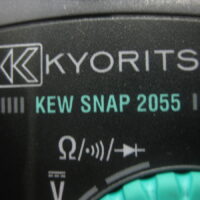 KYORITS
KEW SNAP 2055
Ω/·)))/
V